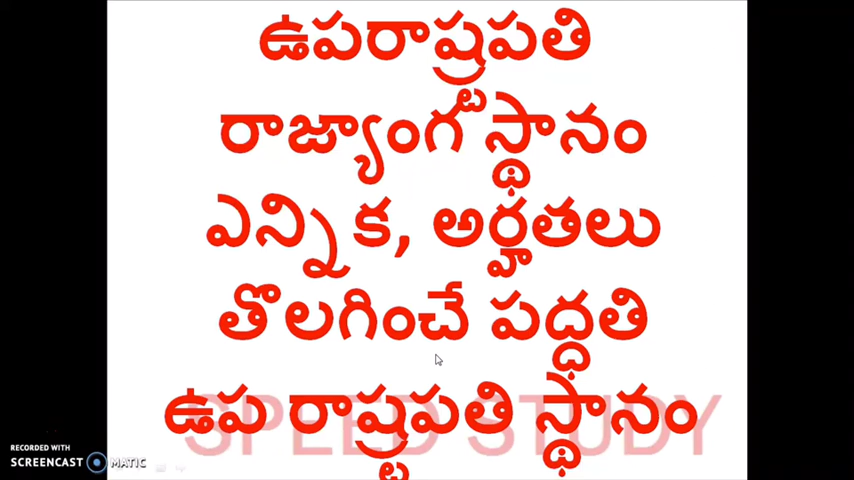 ఉపరాష్ట్రపతి
రాజ్యాంగ స్థానం
ఎన్నిక, అర్హతలు
తొలగించే పద్ధతి
ఉప రాష్ట్రపతి స్థానం
SPEED STUDY
RECORDED WITH
SCREENCAST MATIC